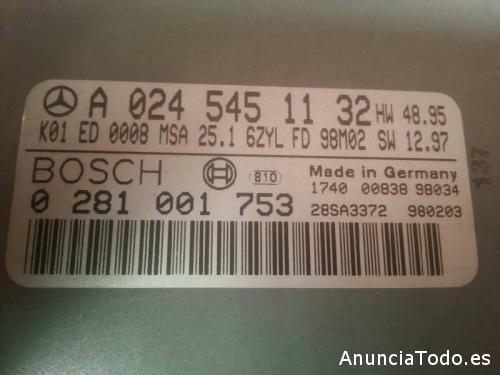 A 024 545 11 32 HW 48.95
K01 ED 0008 MSA 25.1 6ZYL FD 98M02 SW 12.97
BOSCH 810 Made in Germany
1740 00838 98034
0 281 001 753 28SA3372 980203
137
AnunciaTodo.es